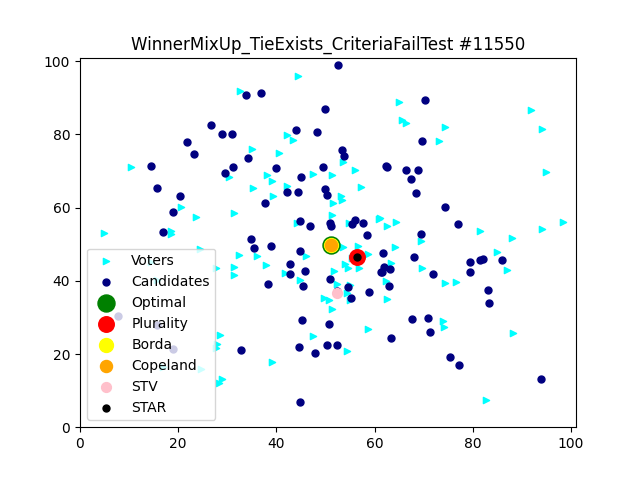 WinnerMixUp_TieExists_CriteriaFailTest #11550
100
80
60
40
20
0
Voters
Candidates
Optimal
Plurality
Borda
Copeland
STV
STAR
0 20 40 60 80 100